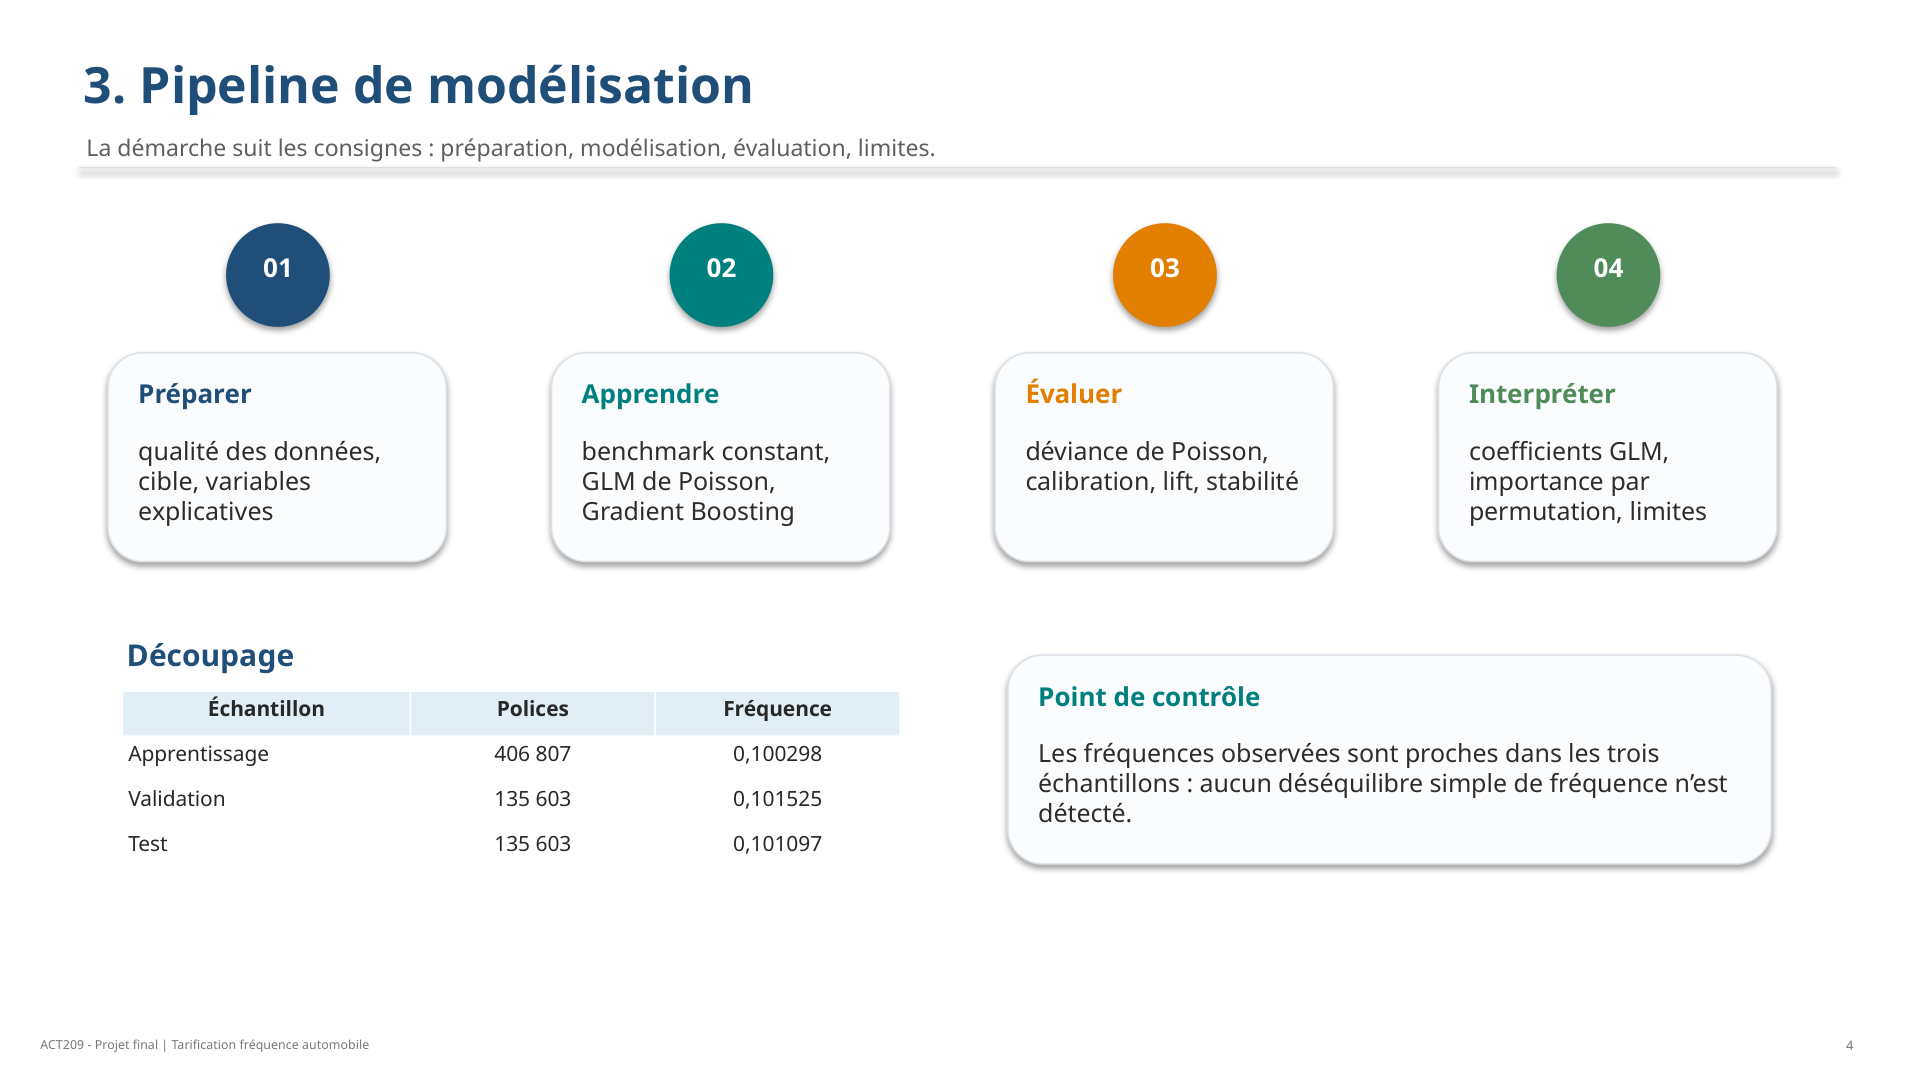 3. Pipeline de modélisation
La démarche suit les consignes : préparation, modélisation, évaluation, limites.
01
Préparer
qualité des données,
cible, variables
explicatives
02
Apprendre
benchmark constant,
GLM de Poisson,
Gradient Boosting
03
Évaluer
déviance de Poisson,
calibration, lift, stabilité
04
Interpréter
coefficients GLM,
importance par
permutation, limites
Découpage
Échantillon Polices Fréquence
Apprentissage 406 807 0,100298
Validation 135 603 0,101525
Test 135 603 0,101097
Point de contrôle
Les fréquences observées sont proches dans les trois
échantillons : aucun déséquilibre simple de fréquence n’est
détecté.
ACT209 - Projet final | Tarification fréquence automobile
4